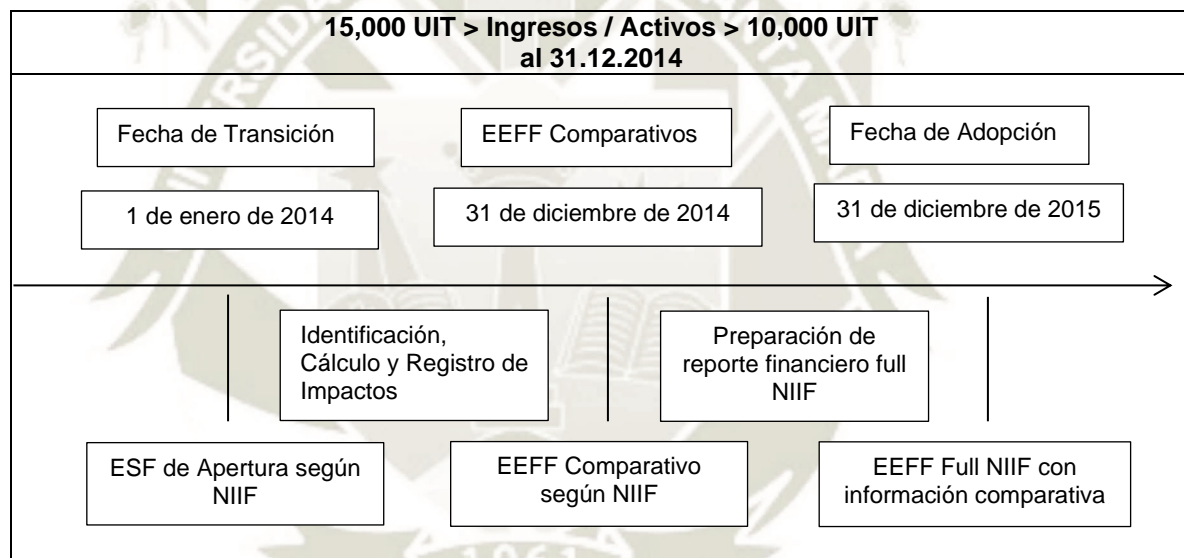 15,000 UIT > Ingresos / Activos > 10,000 UIT
al 31.12.2014
Fecha de Transición
EEFF Comparativos
Fecha de Adopción
1 de enero de 2014
31 de diciembre de 2014
31 de diciembre de 2015
Identificación,
Cálculo y Registro de
Impactos
Preparación de
reporte financiero full
NIIF
ESF de Apertura según
NIIF
EEFF Comparativo
según NIIF
EEFF Full NIIF con
información comparativa
1961